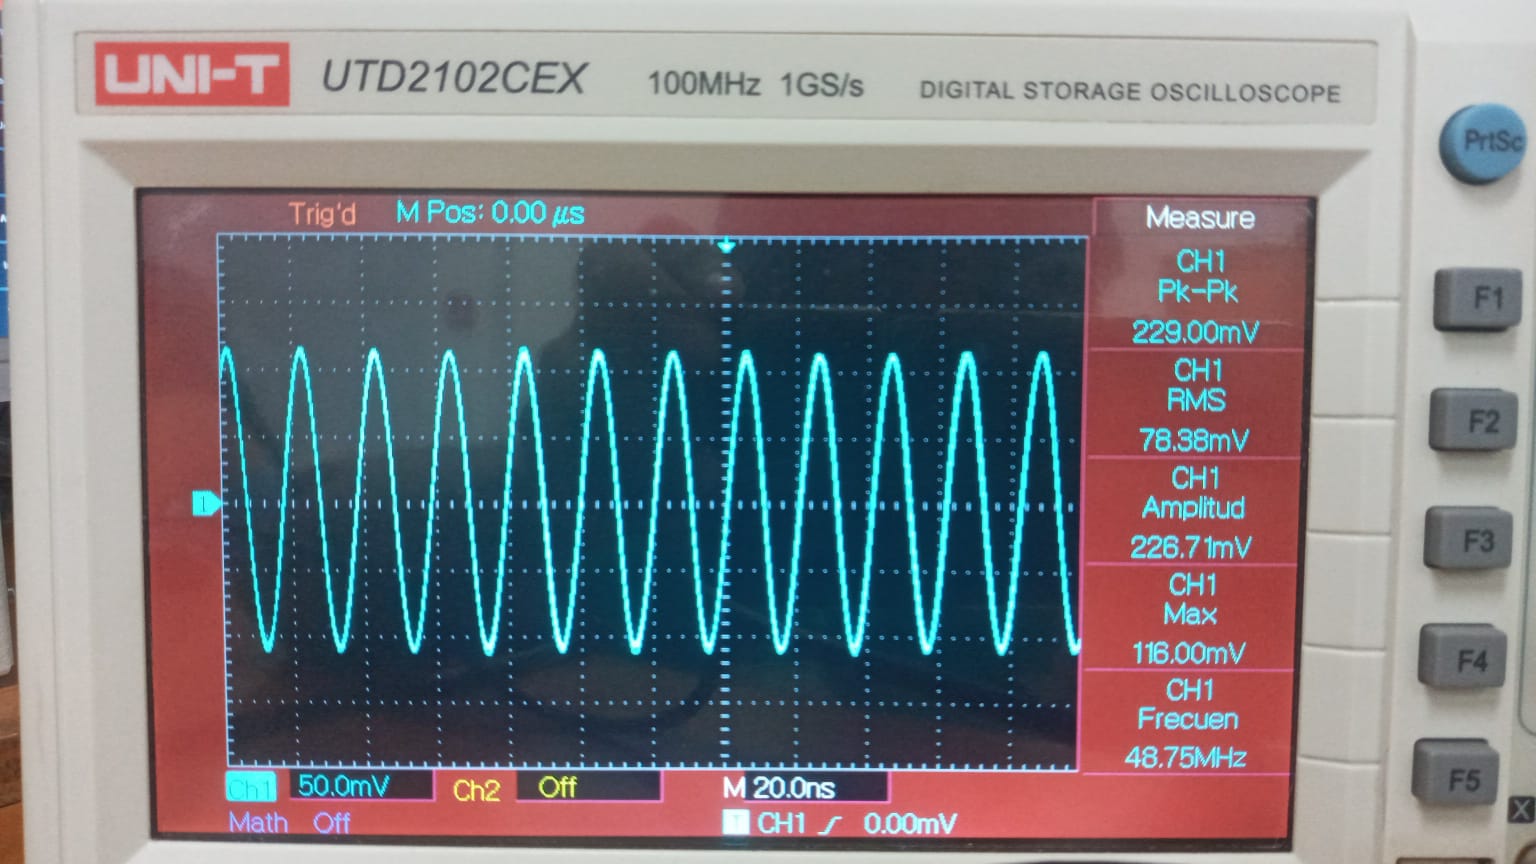 UNI-T UTD2102CEX 100MHz 1GS/s DIGITAL STORAGE OSCILLOSCOPE
PrtSc
Trig'd M Pos: 0.00 µs
Measure
CH1
Pk-Pk
229.00mV
CH1
RMS
78.38mV
CH1
Amplitud
226.71mV
CH1
Max
116.00mV
CH1
Frecuen
48.75MHz
F1
F2
F3
F4
F5
1
Ch1 50.0mV Ch2 Off M 20.0ns
Math Off T CH1 0.00mV
X